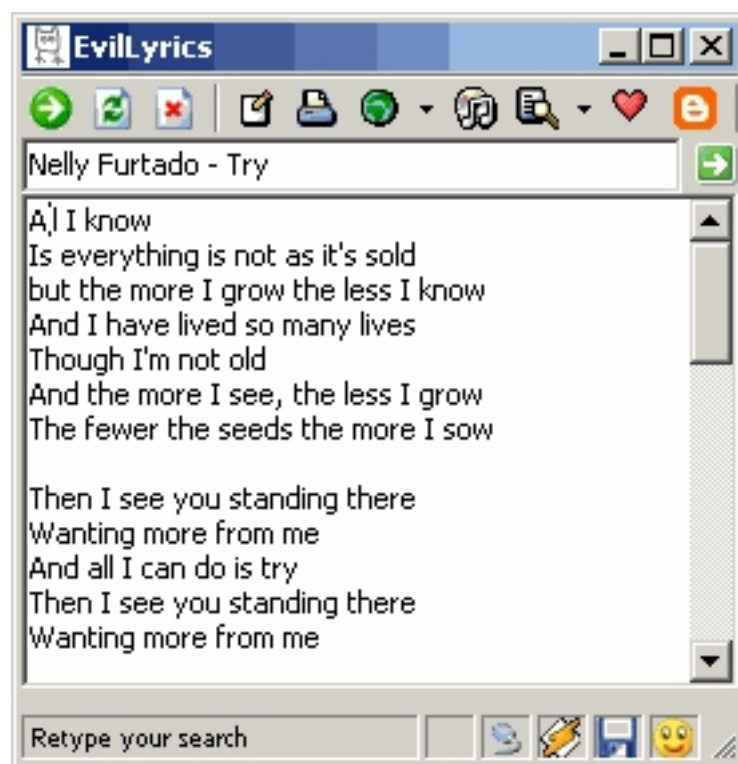 EvilLyrics
Nelly Furtado - Try
All I know
Is everything is not as it's sold
but the more I grow the less I know
And I have lived so many lives
Though I'm not old
And the more I see, the less I grow
The fewer the seeds the more I sow
Then I see you standing there
Wanting more from me
And all I can do is try
Then I see you standing there
Wanting more from me
Retype your search